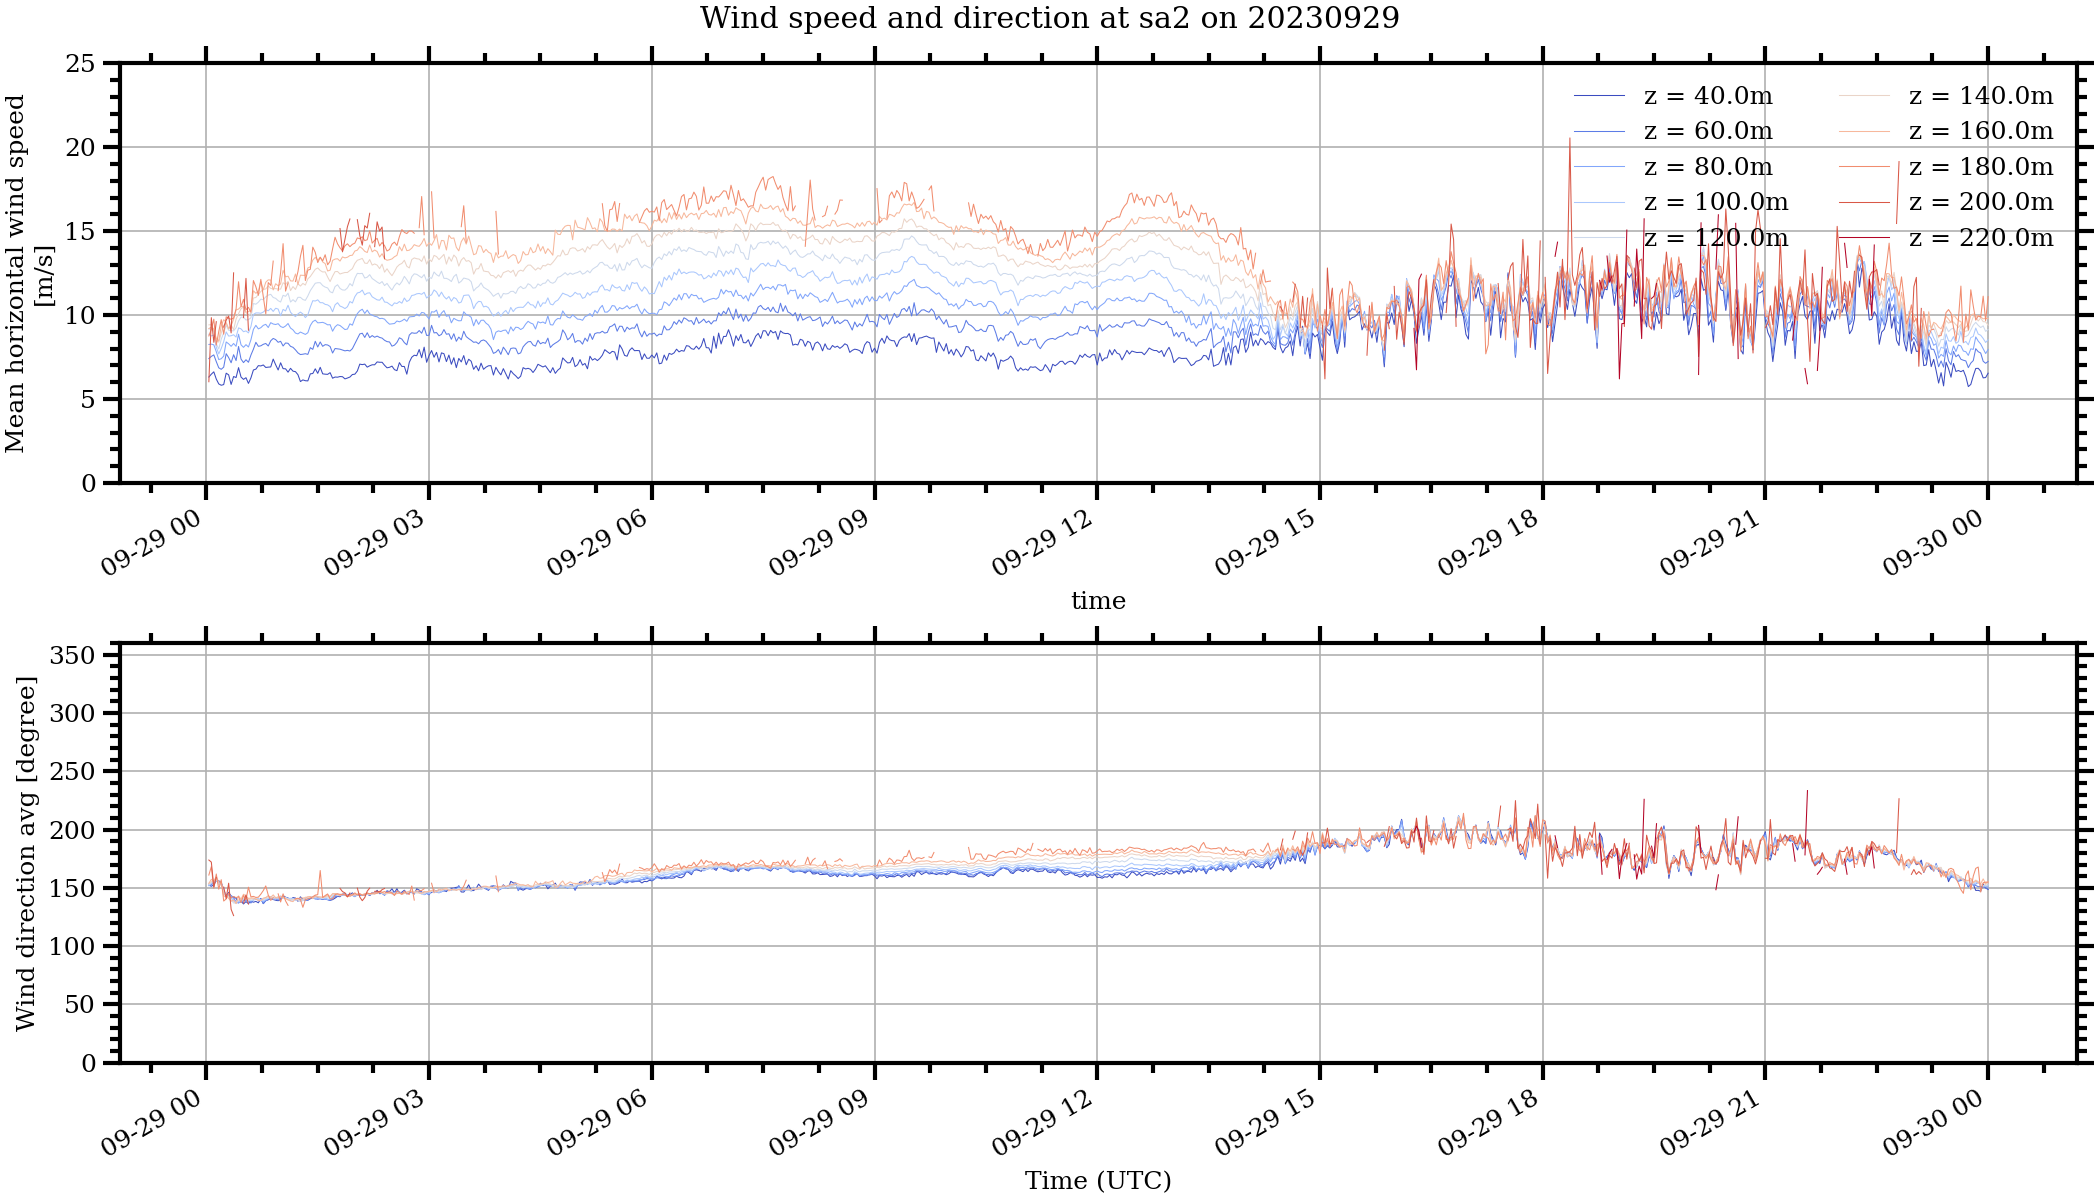 Wind speed and direction at sa2 on 20230929
Mean horizontal wind speed
[m/s]
25
20
15
10
5
0
z = 40.0m
z = 60.0m
z = 80.0m
z = 100.0m
z = 120.0m
z = 140.0m
z = 160.0m
z = 180.0m
z = 200.0m
z = 220.0m
09-29 00
09-29 03
09-29 06
09-29 09
09-29 12
09-29 15
09-29 18
09-29 21
09-30 00
time
Wind direction avg [degree]
350
300
250
200
150
100
50
0
09-29 00
09-29 03
09-29 06
09-29 09
09-29 12
09-29 15
09-29 18
09-29 21
09-30 00
Time (UTC)